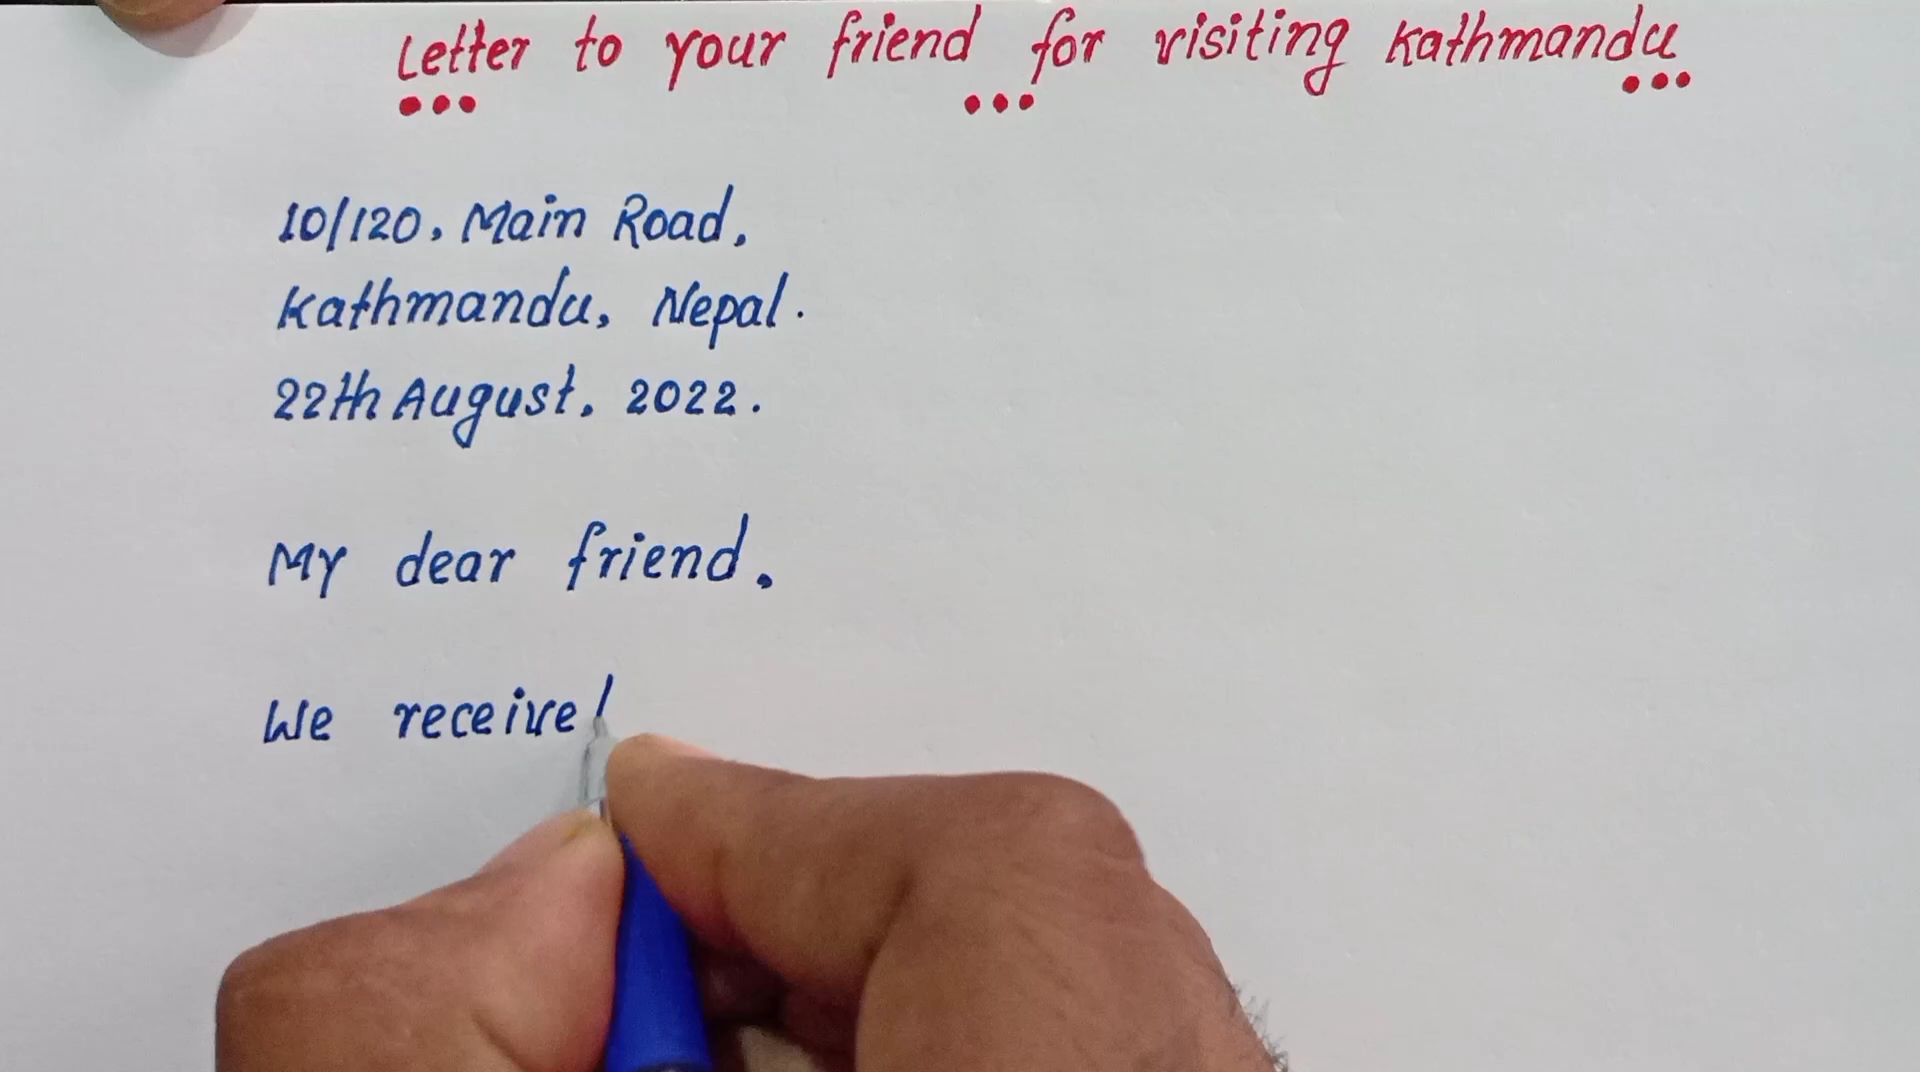 Letter to your friend for visiting Kathmandu
10/120, Main Road,
Kathmandu, Nepal.
22th August, 2022.
My dear friend,
We receive